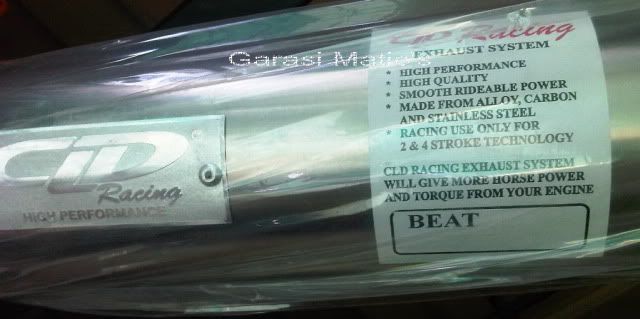 Garasi Matic's
CLD
Racing
HIGH PERFORMANCE
CLD Racing
EXHAUST SYSTEM
* HIGH PERFORMANCE
* HIGH QUALITY
* SMOOTH RIDEABLE POWER
* MADE FROM ALLOY, CARBON
AND STAINLESS STEEL
* RACING USE ONLY FOR
2 & 4 STROKE TECHNOLOGY
CLD RACING EXHAUST SYSTEM
WILL GIVE MORE HORSE POWER
AND TORQUE FROM YOUR ENGINE
BEAT